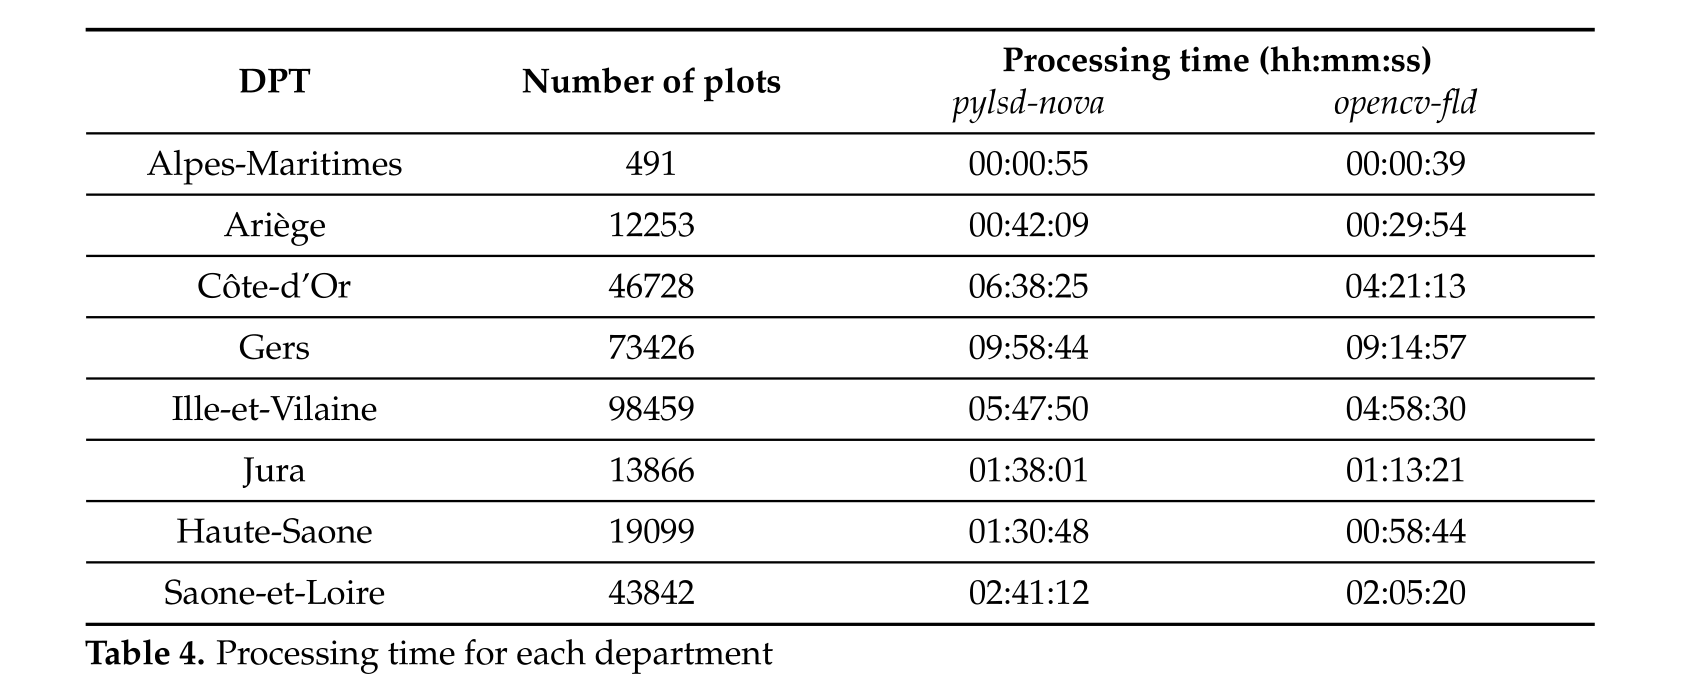 DPT Number of plots Processing time (hh:mm:ss)
pylsd-nova opencv-fld
Alpes-Maritimes 491 00:00:55 00:00:39
Ariège 12253 00:42:09 00:29:54
Côte-d’Or 46728 06:38:25 04:21:13
Gers 73426 09:58:44 09:14:57
Ille-et-Vilaine 98459 05:47:50 04:58:30
Jura 13866 01:38:01 01:13:21
Haute-Saone 19099 01:30:48 00:58:44
Saone-et-Loire 43842 02:41:12 02:05:20
Table 4. Processing time for each department